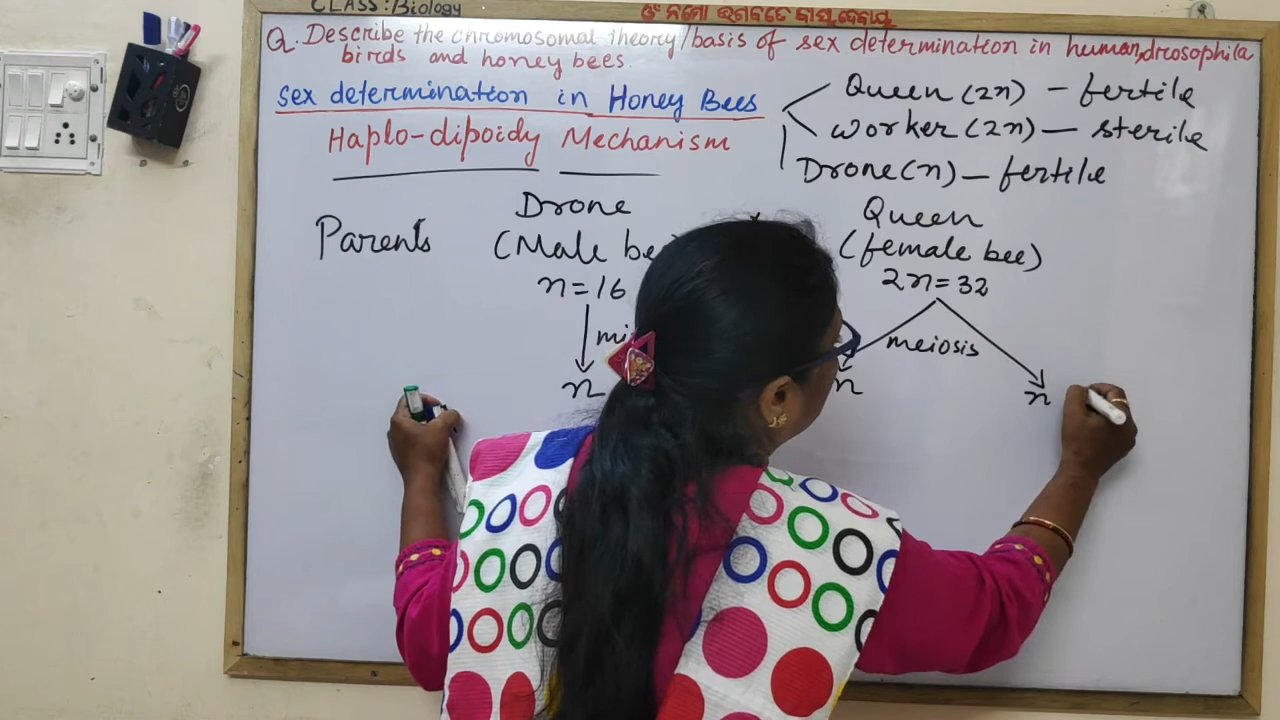 CLASS: Biology
ଓଁ ନମୋ ଭଗବତେ ବାସୁଦେବାୟ
Q. Describe the chromosomal theory/basis of sex determination in human, drosophila
birds and honey bees.
sex determination in Honey Bees
Haplo-dipoidy Mechanism
Queen (2n) - fertile
worker (2n) - sterile
Drone (n) - fertile
Parents
Drone
(Male
n=16
n
Queen
(female bee)
2n=32
meiosis
n
n